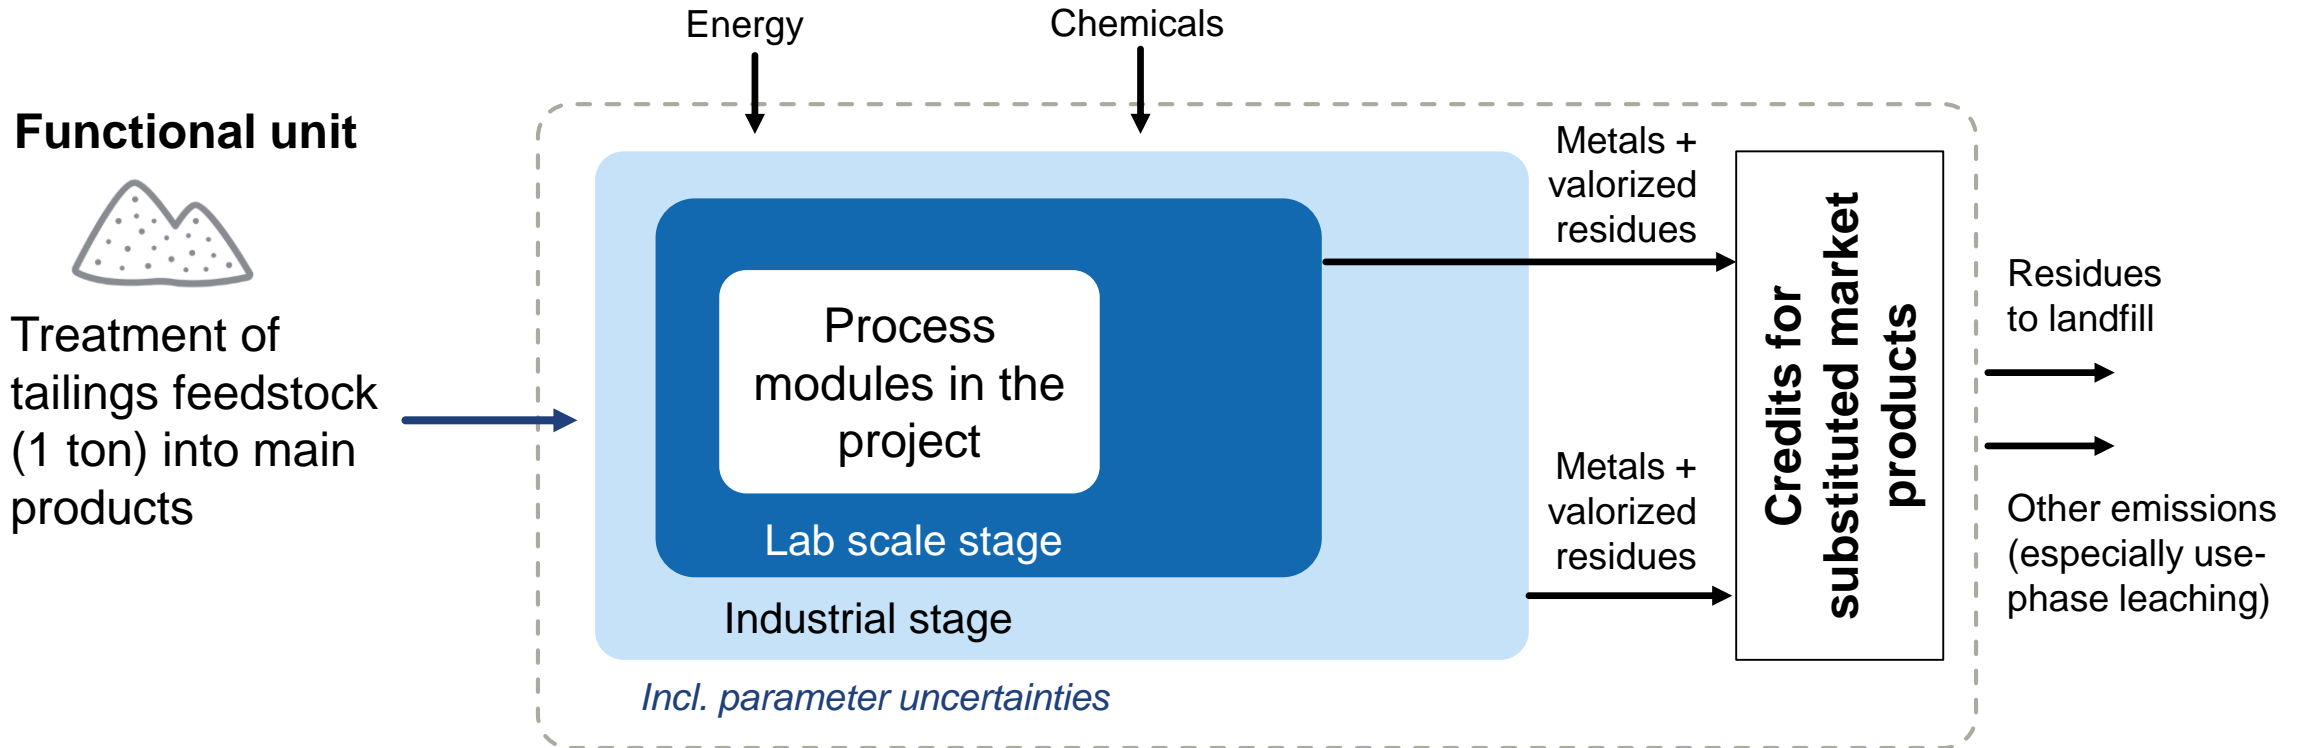 Energy
Chemicals
Functional unit
Treatment of
tailings feedstock
(1 ton) into main
products
Process
modules in the
project
Lab scale stage
Industrial stage
Incl. parameter uncertainties
Metals +
valorized
residues
Metals +
valorized
residues
Credits for
substituted market
products
Residues
to landfill
Other emissions
(especially use-
phase leaching)